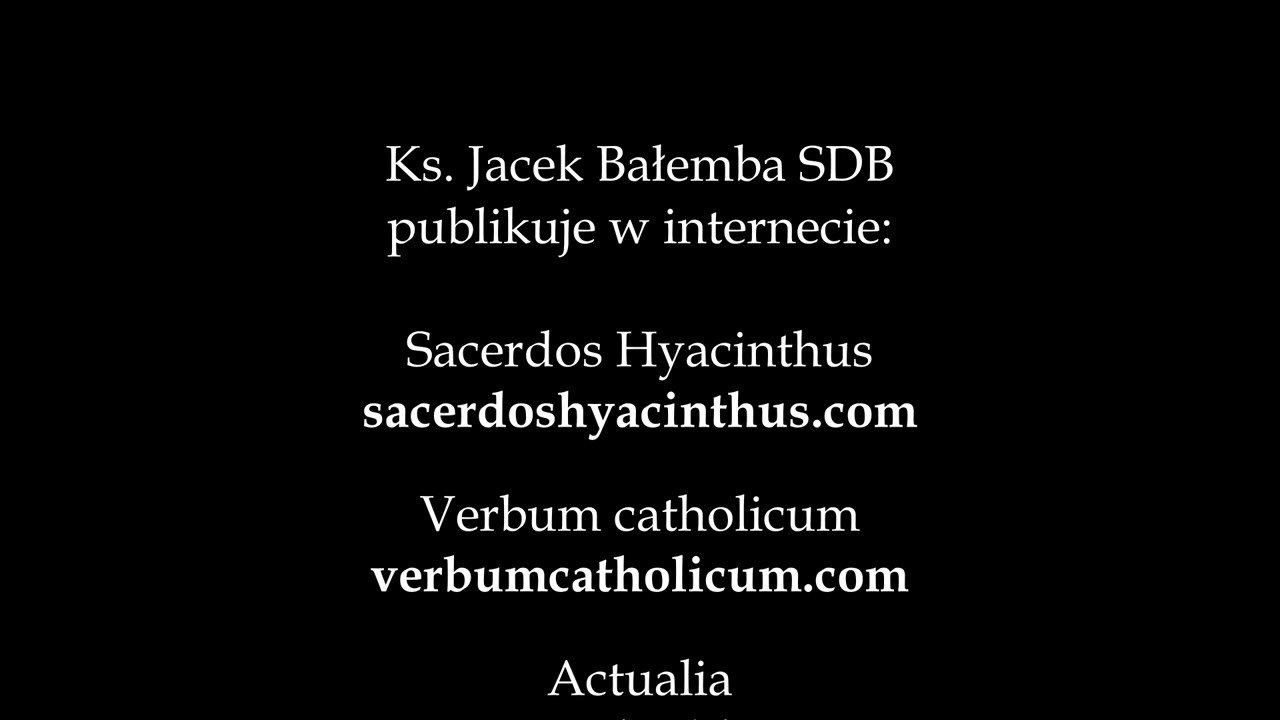 Ks. Jacek Bałemba SDB
publikuje w internecie:
Sacerdos Hyacinthus
sacerdoshyacinthus.com
Verbum catholicum
verbumcatholicum.com
Actualia